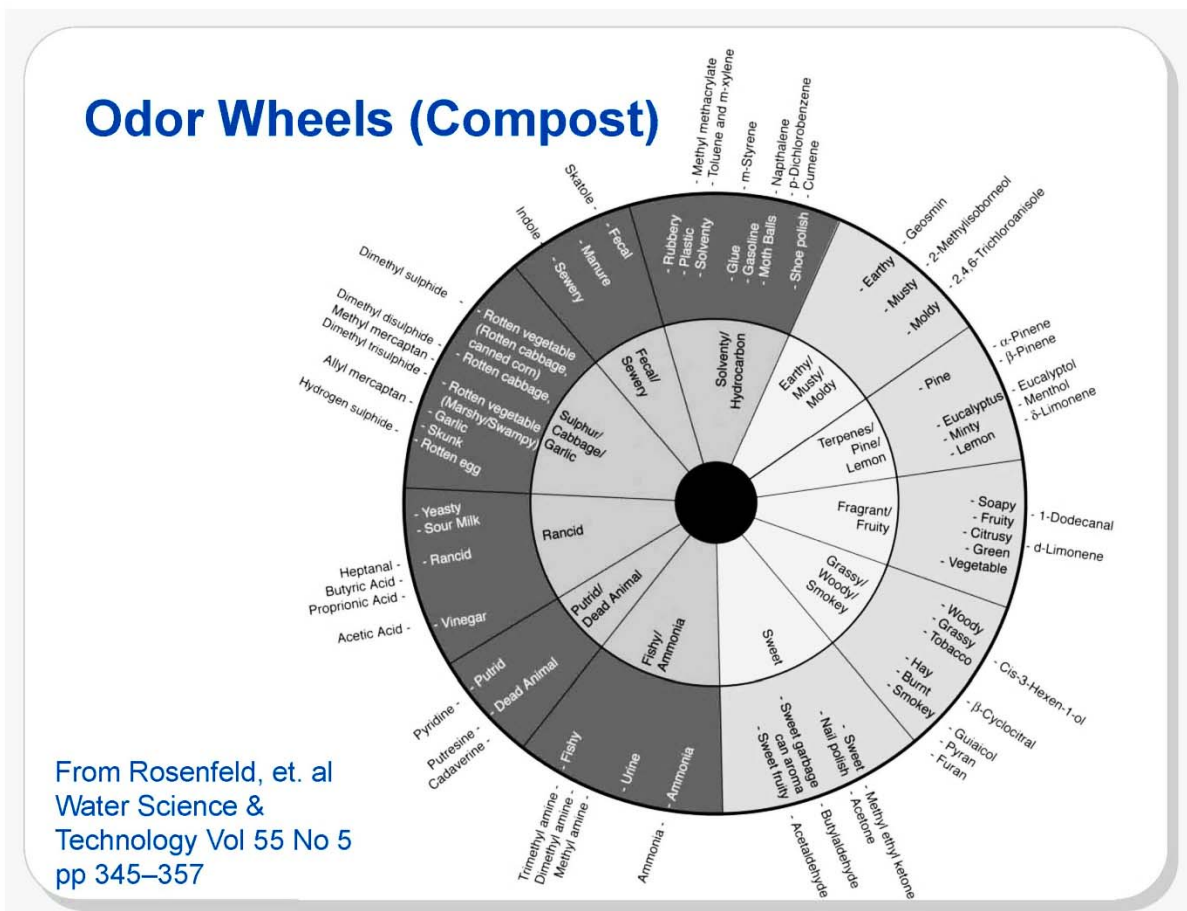 Odor Wheels (Compost)
- Methyl methacrylate
- Toluene and m-xylene
- m-Styrene
- Napthalene
- p-Dichlorobenzene
- Cumene
- Geosmin
- 2-Methylisoborneol
- 2,4,6-Trichloroanisole
- α-Pinene
- β-Pinene
- Eucalyptol
- Menthol
- δ-Limonene
- 1-Dodecanal
- d-Limonene
- Cis-3-Hexen-1-ol
- β-Cyclocitral
- Guiaicol
- Pyran
- Furan
- Methyl ethyl ketone
- Acetone
- Butylaldehyde
- Acetaldehyde
Ammonia -
Methyl amine -
Dimethyl amine -
Trimethyl amine -
Cadaverine -
Putresine -
Pyridine -
Acetic Acid -
Proprionic Acid -
Butyric Acid -
Heptanal -
Hydrogen sulphide -
Allyl mercaptan -
Dimethyl trisulphide -
Methyl mercaptan -
Dimethyl disulphide -
Dimethyl sulphide -
Indole -
Skatole -
- Rubbery
- Plastic
- Solventy
- Glue
- Gasoline
- Moth Balls
- Shoe polish
- Earthy
- Musty
- Moldy
- Pine
- Eucalyptus
- Minty
- Lemon
- Soapy
- Fruity
- Citrusy
- Green
- Vegetable
- Woody
- Grassy
- Tobacco
- Hay
- Burnt
- Smokey
- Sweet
- Nail polish
- Sweet garbage
can aroma
- Sweet fruity
- Ammonia
- Urine
- Fishy
- Dead Animal
- Putrid
- Vinegar
- Rancid
- Sour Milk
- Yeasty
- Rotten egg
- Skunk
- Garlic
- Rotten vegetable
(Marshy/Swampy)
- Rotten cabbage,
- Rotten vegetable
(Rotten cabbage,
canned corn)
- Sewery
- Manure
- Fecal
Solventy/
Hydrocarbon
Earthy/
Musty/
Moldy
Terpenes/
Pine/
Lemon
Fragrant/
Fruity
Grassy/
Woody/
Smokey
Sweet
Fishy/
Ammonia
Putrid/
Dead Animal
Rancid
Sulphur/
Cabbage/
Garlic
Fecal/
Sewery
From Rosenfeld, et. al
Water Science &
Technology Vol 55 No 5
pp 345–357